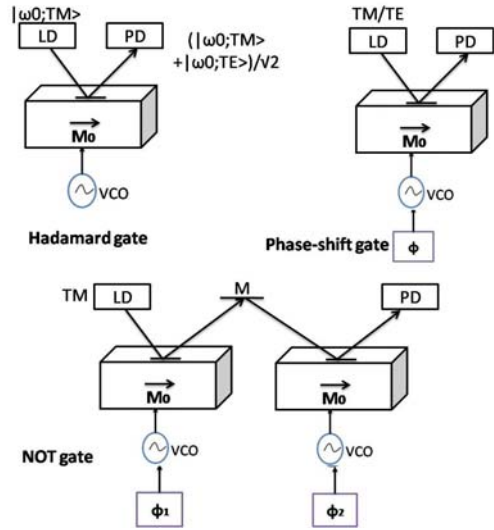 |ω0;TM>
LD
PD
(|ω0;TM>
+|ω0;TE>)/√2
M0
VCO
Hadamard gate
TM/TE
LD
PD
M0
VCO
Phase-shift gate
ϕ
TM
LD
M
PD
M0
M0
VCO
VCO
NOT gate
ϕ1
ϕ2